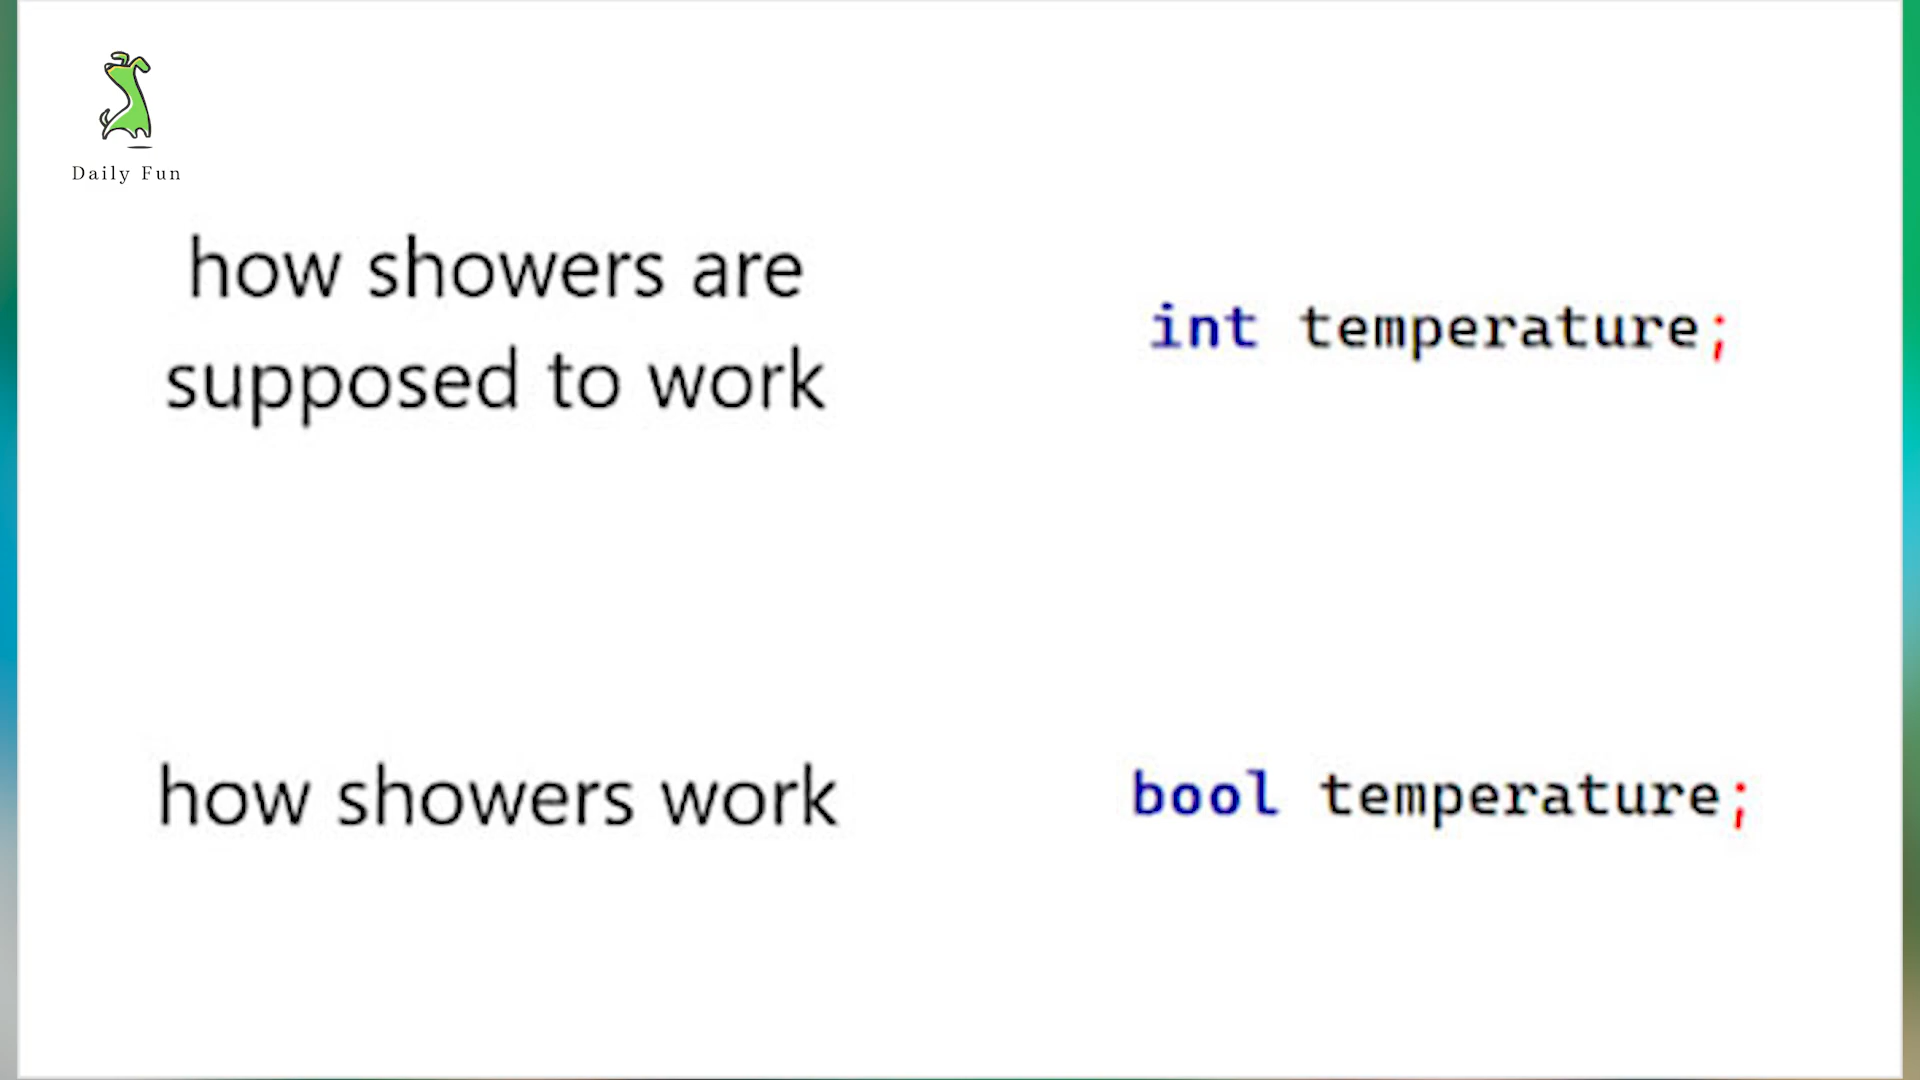 Daily Fun
how showers are
supposed to work
int temperature;
how showers work
bool temperature;